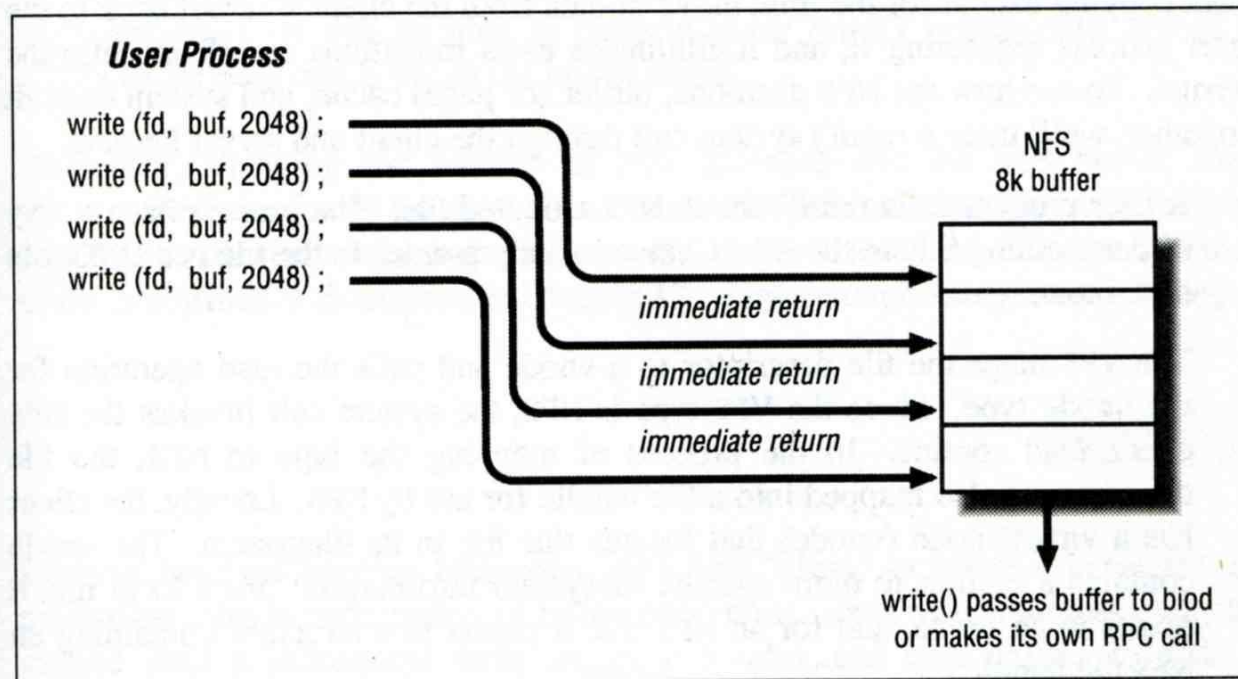 User Process
write (fd, buf, 2048) ;
write (fd, buf, 2048) ;
write (fd, buf, 2048) ;
write (fd, buf, 2048) ;
NFS
8k buffer
immediate return
immediate return
immediate return
write() passes buffer to biod
or makes its own RPC call